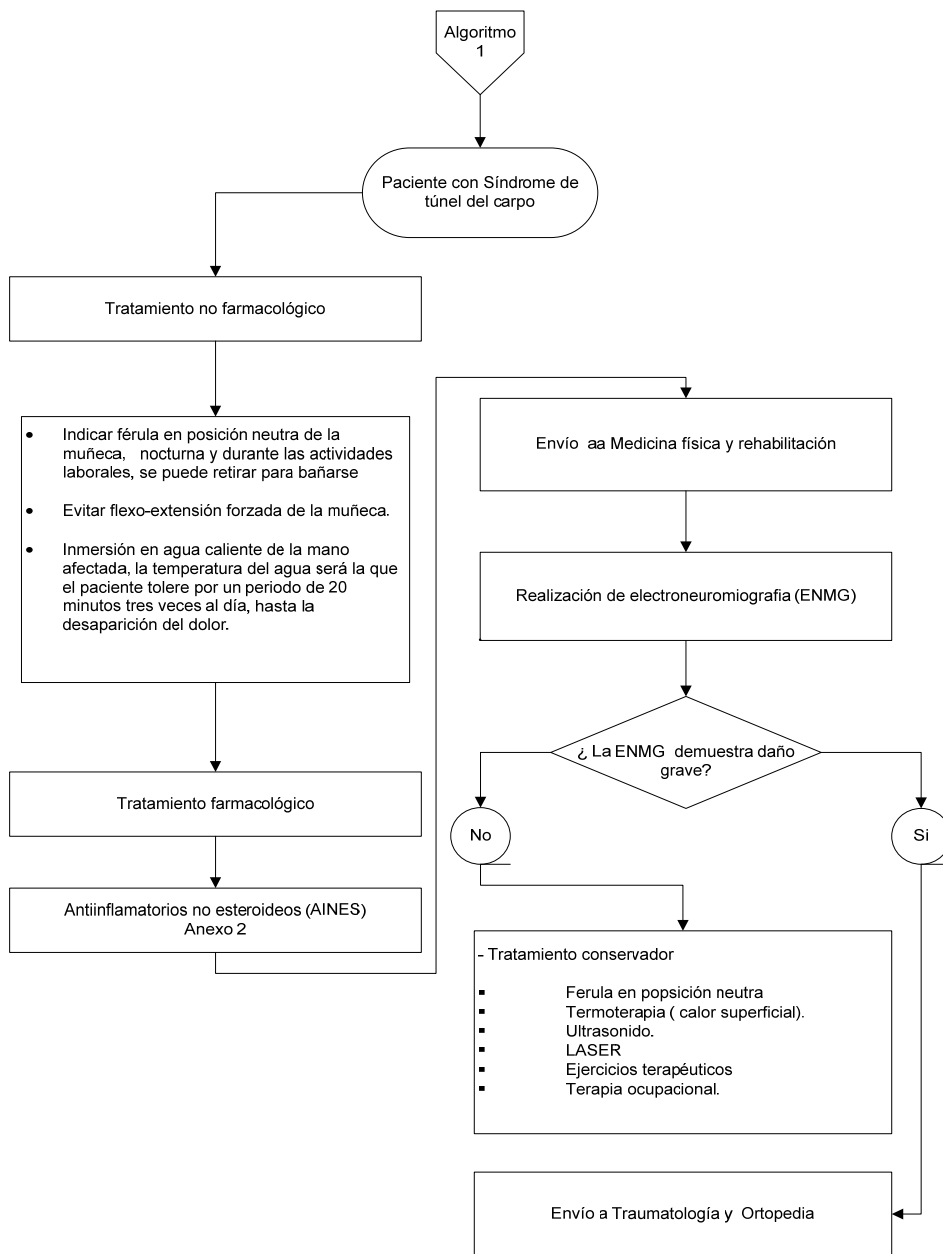 Algoritmo
1
Paciente con Síndrome de
túnel del carpo
Tratamiento no farmacológico
• Indicar férula en posición neutra de la
muñeca, nocturna y durante las actividades
laborales, se puede retirar para bañarse
• Evitar flexo-extensión forzada de la muñeca.
• Inmersión en agua caliente de la mano
afectada, la temperatura del agua será la que
el paciente tolere por un periodo de 20
minutos tres veces al día, hasta la
desaparición del dolor.
Tratamiento farmacológico
Antiinflamatorios no esteroideos (AINES)
Anexo 2
Envío aa Medicina física y rehabilitación
Realización de electroneuromiografia (ENMG)
¿ La ENMG demuestra daño
grave?
No
Si
- Tratamiento conservador
▪ Ferula en popsición neutra
▪ Termoterapia ( calor superficial).
▪ Ultrasonido.
▪ LASER
▪ Ejercicios terapéuticos
▪ Terapia ocupacional.
Envío a Traumatología y Ortopedia